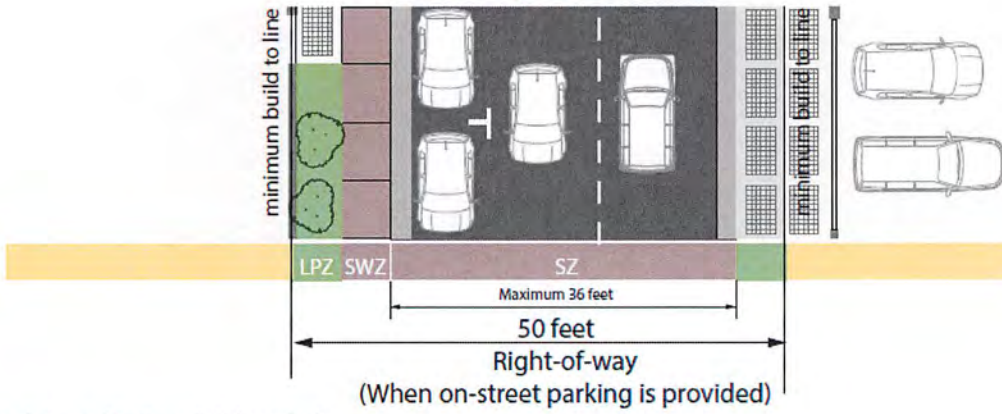 minimum build to line
minimum build to line
LPZ SWZ SZ
Maximum 36 feet
50 feet
Right-of-way
(When on-street parking is provided)